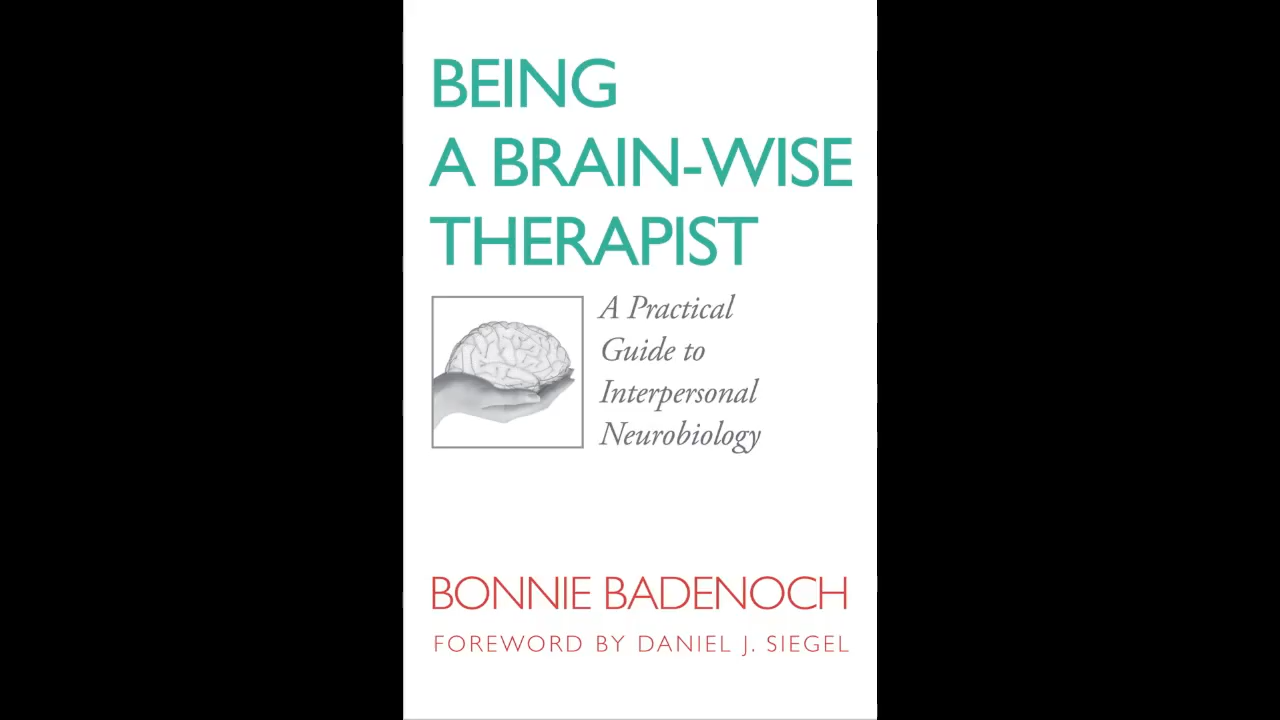 BEING
A BRAIN-WISE
THERAPIST
A Practical
Guide to
Interpersonal
Neurobiology
BONNIE BADENOCH
FOREWORD BY DANIEL J. SIEGEL